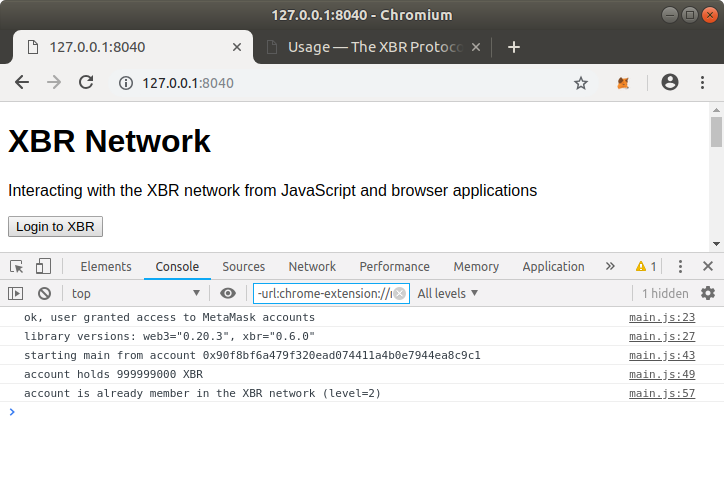 127.0.0.1:8040 - Chromium
127.0.0.1:8040
Usage — The XBR Protoco
127.0.0.1:8040
XBR Network
Interacting with the XBR network from JavaScript and browser applications
Login to XBR
Elements Console Sources Network Performance Memory Application » 1
top -url:chrome-extension:// All levels 1 hidden
ok, user granted access to MetaMask accounts main.js:23
library versions: web3="0.20.3", xbr="0.6.0" main.js:27
starting main from account 0x90f8bf6a479f320ead074411a4b0e7944ea8c9c1 main.js:43
account holds 999999000 XBR main.js:49
account is already member in the XBR network (level=2) main.js:57